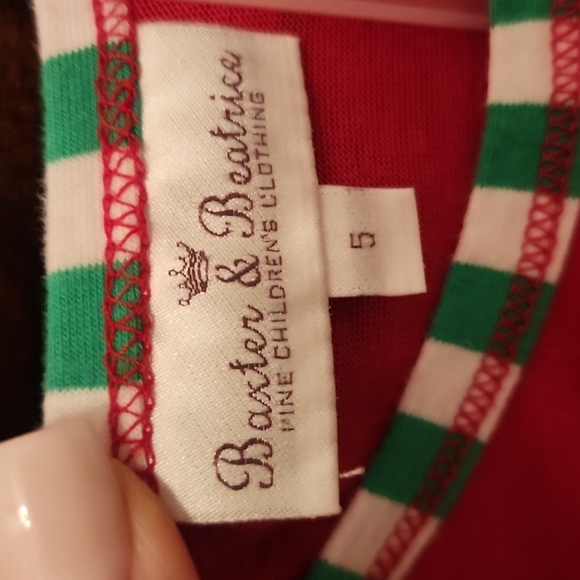 Baxter & Beatrice
FINE CHILDREN'S CLOTHING
5